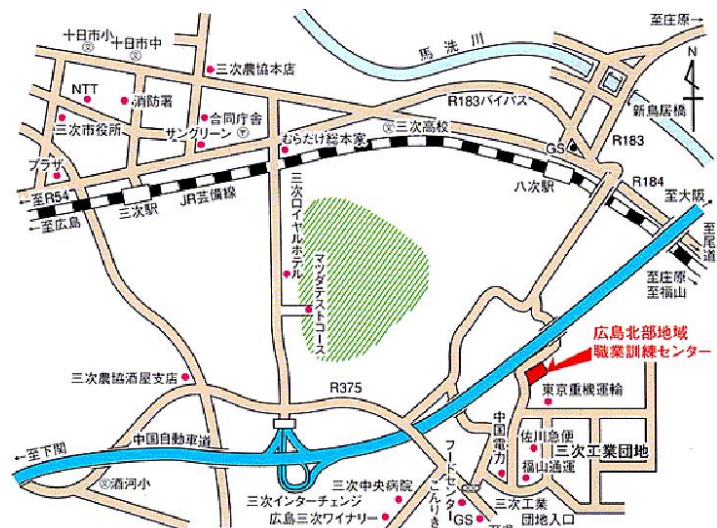 至庄原→
十日市小
㊫
十日市中
㊫
馬洗川
N
三次農協本店
NTT
消防署
合同庁舎
R183バイパス
新鳥居橋
三次市役所
サングリーン
〒
むらたけ総本家
㊫三次高校
GS
R183
プラザ
R184
←至R54
三次駅
JR芸備線
八次駅
至大阪
←至広島
三次ロイヤルホテル
マツダテストコース
至尾道
至庄原
至福山
広島北部地域
職業訓練センター
三次農協酒屋支店
R375
東京重機運輸
中国電力
佐川急便
三次工業団地
福山通運
中国自動車道
←至下関
フードセンター
こんりき
三次中央病院
㊫酒河小
三次インターチェンジ
三次工業
団地入口
広島三次ワイナリー
GS